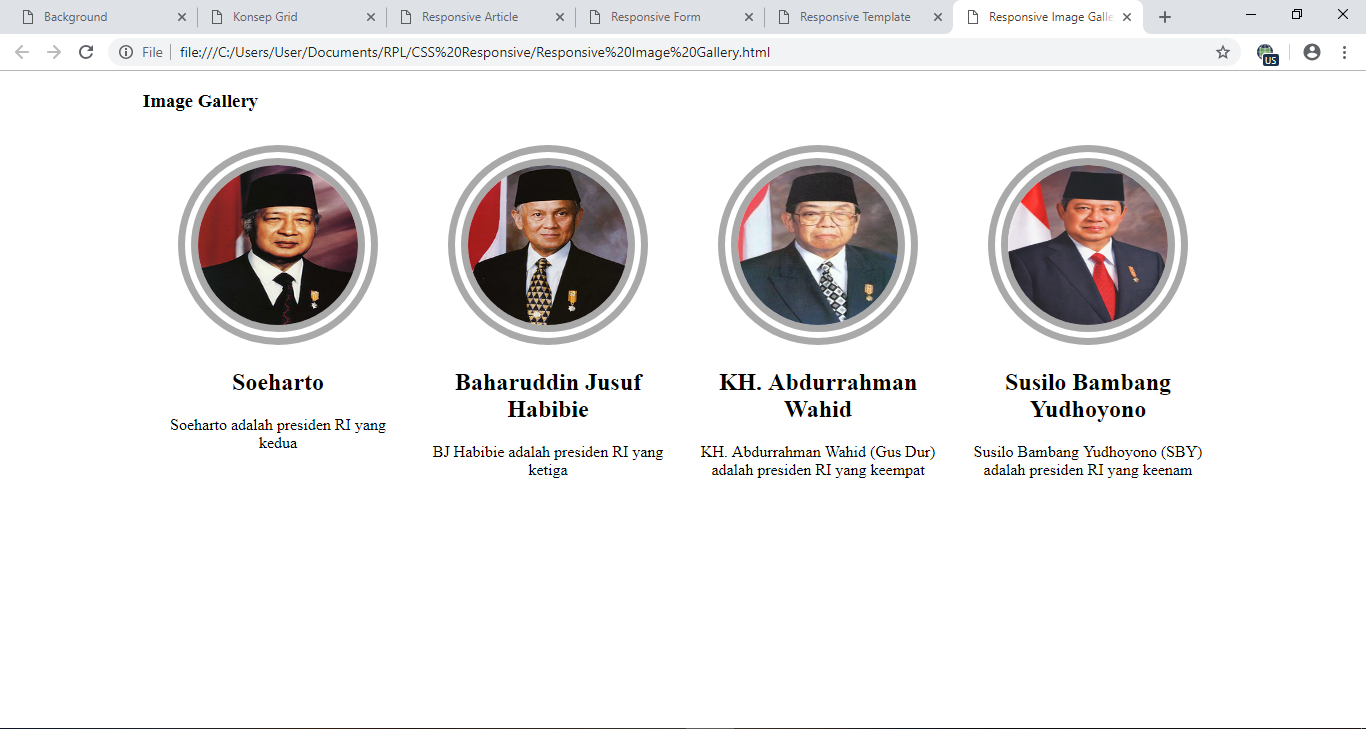 Background
Konsep Grid
Responsive Article
Responsive Form
Responsive Template
Responsive Image Galle
File
file:///C:/Users/User/Documents/RPL/CSS%20Responsive/Responsive%20Image%20Gallery.html
US
Image Gallery
Soeharto
Soeharto adalah presiden RI yang
kedua
Baharuddin Jusuf
Habibie
BJ Habibie adalah presiden RI yang
ketiga
KH. Abdurrahman
Wahid
KH. Abdurrahman Wahid (Gus Dur)
adalah presiden RI yang keempat
Susilo Bambang
Yudhoyono
Susilo Bambang Yudhoyono (SBY)
adalah presiden RI yang keenam